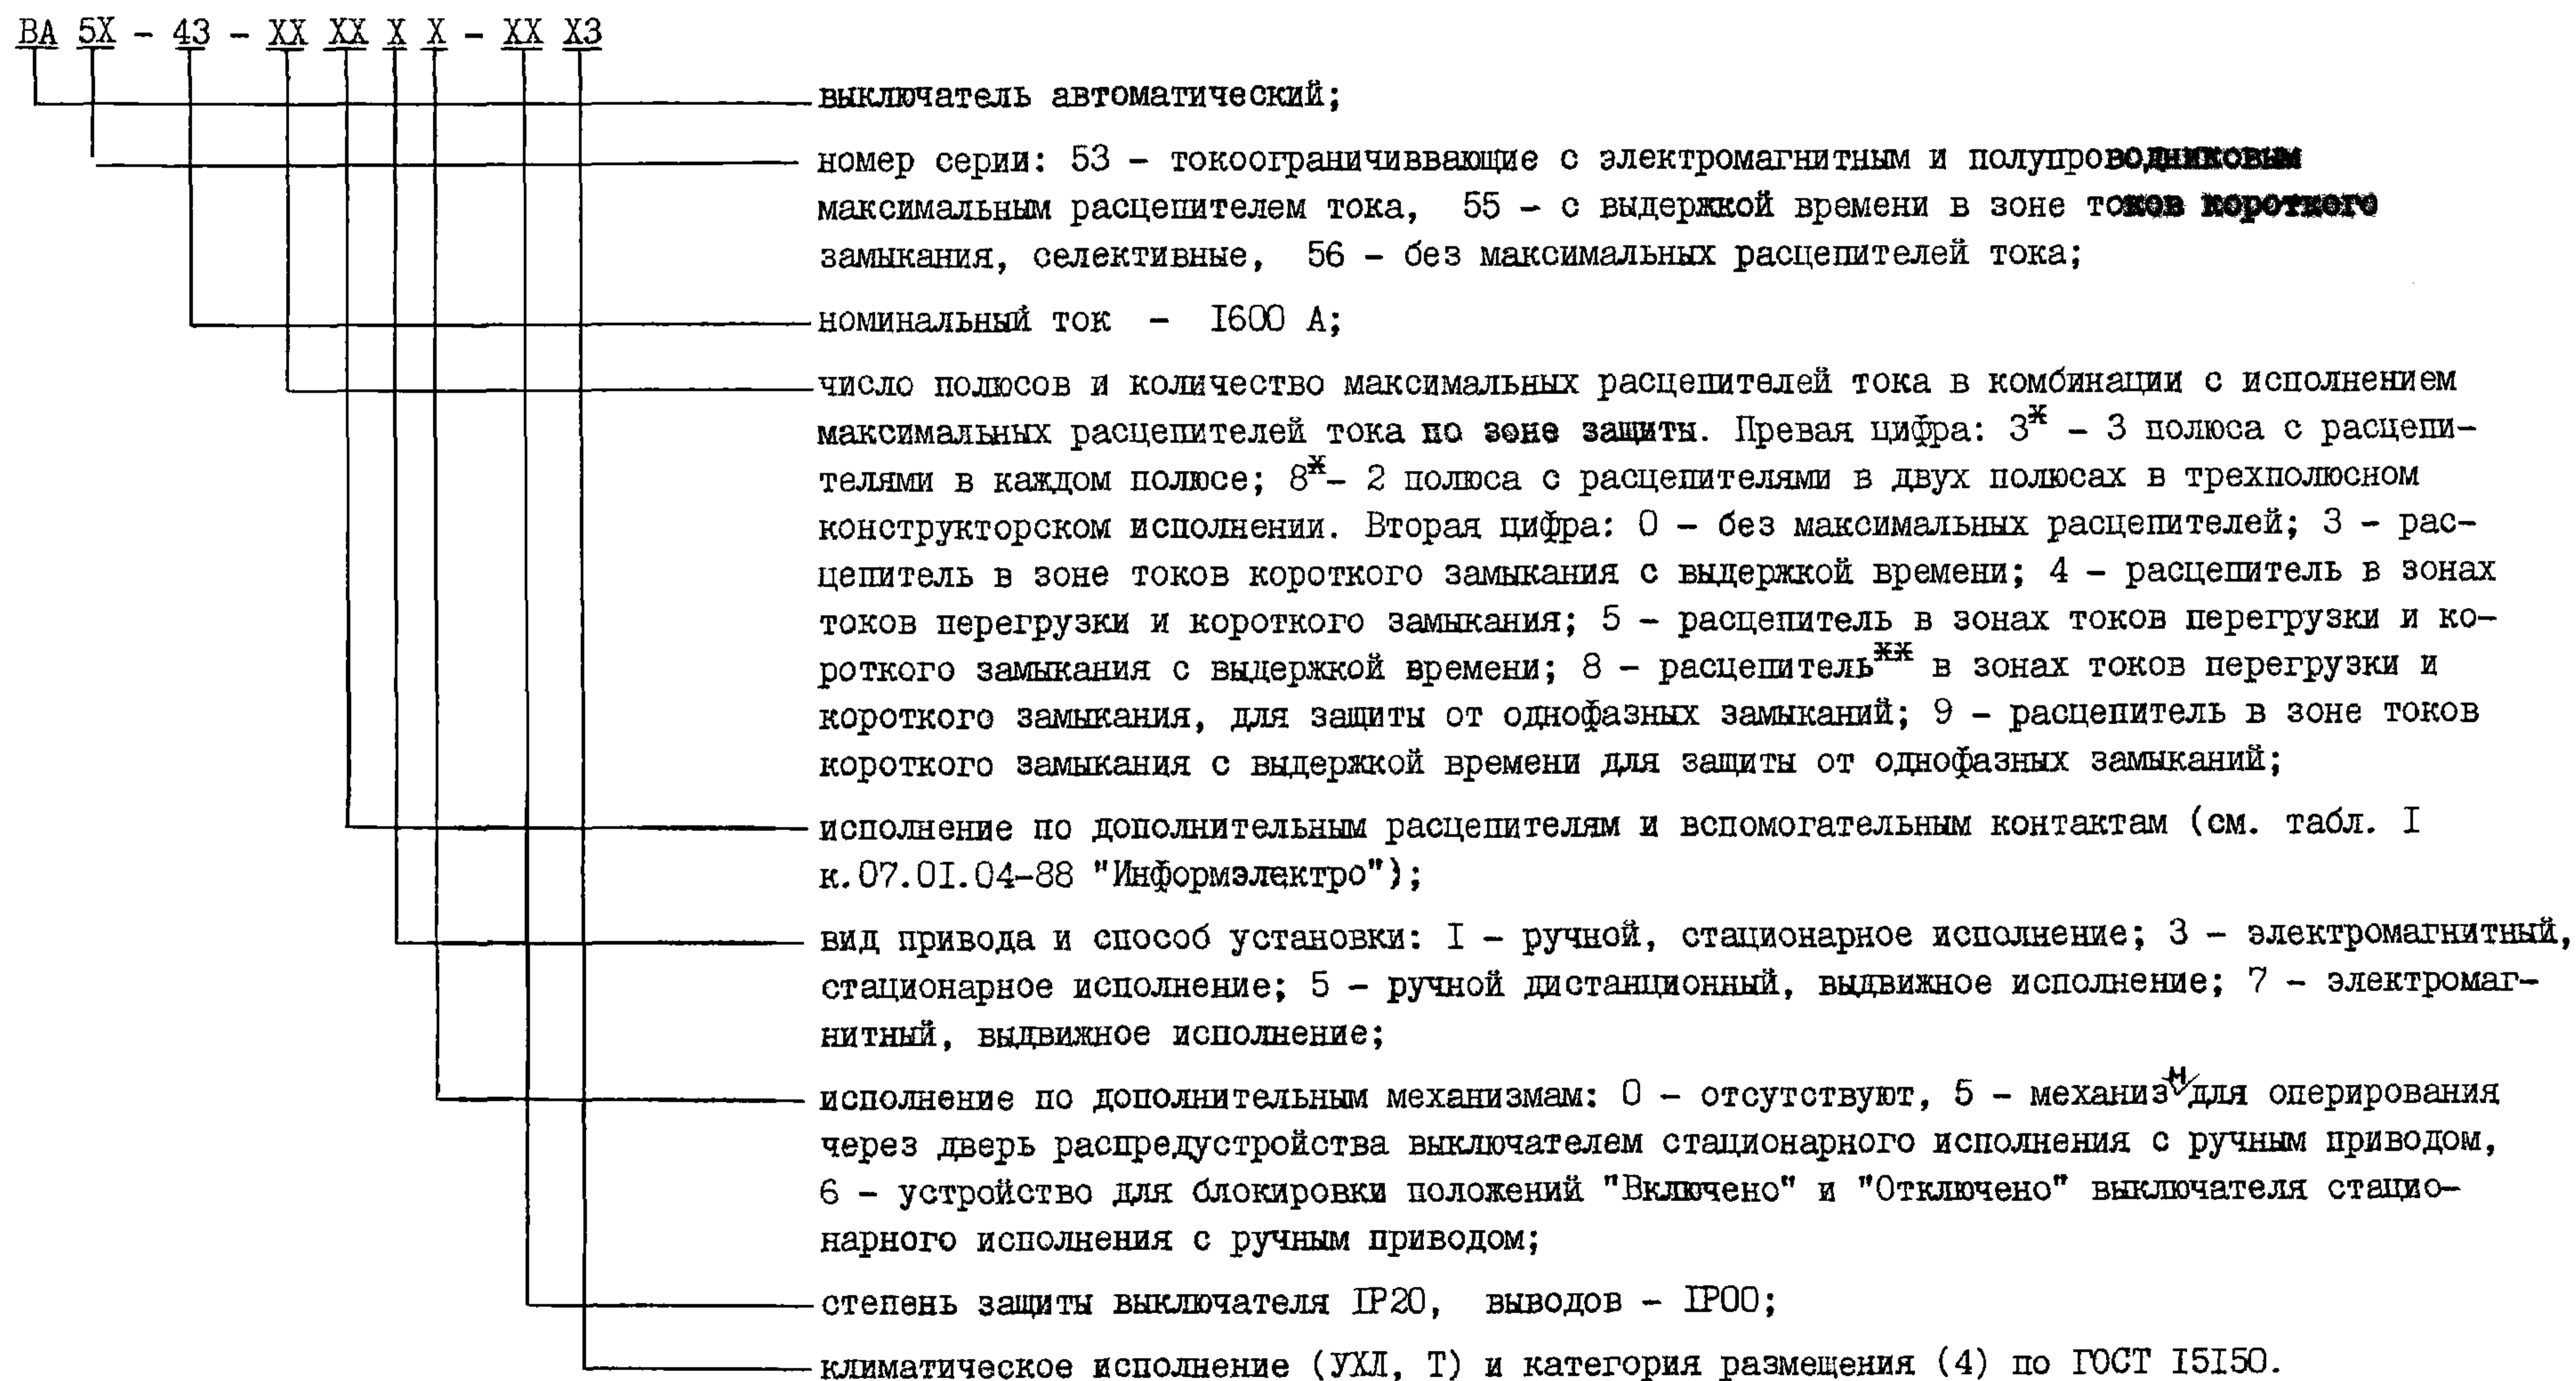 ВА 5Х - 43 - ХХ ХХ Х Х - ХХ Х3
выключатель автоматический;
номер серии: 53 - токоограничиввающие с электромагнитным и полупроводниковым
максимальным расцепителем тока, 55 - с выдержкой времени в зоне токов короткого
замыкания, селективные, 56 - без максимальных расцепителей тока;
номинальный ток - I600 А;
число полюсов и количество максимальных расцепителей тока в комбинации с исполнением
максимальных расцепителей тока по зоне защиты. Превая цифра: 3ж - 3 полюса с расцепи-
телями в каждом полюсе; 8ж- 2 полюса с расцепителями в двух полюсах в трехполюсном
конструкторском исполнении. Вторая цифра: 0 - без максимальных расцепителей; 3 - рас-
цепитель в зоне токов короткого замыкания с выдержкой времени; 4 - расцепитель в зонах
токов перегрузки и короткого замыкания; 5 - расцепитель в зонах токов перегрузки и ко-
роткого замыкания с выдержкой времени; 8 - расцепительжж в зонах токов перегрузки и
короткого замыкания, для защиты от однофазных замыканий; 9 - расцепитель в зоне токов
короткого замыкания с выдержкой времени для защиты от однофазных замыканий;
исполнение по дополнительным расцепителям и вспомогательным контактам (см. табл. I
к.07.0I.04-88 "Информэлектро");
вид привода и способ установки: I - ручной, стационарное исполнение; 3 - электромагнитный,
стационарное исполнение; 5 - ручной дистанционный, выдвижное исполнение; 7 - электромаг-
нитный, выдвижное исполнение;
исполнение по дополнительным механизмам: 0 - отсутствуют, 5 - механизм для оперирования
через дверь распредустройства выключателем стационарного исполнения с ручным приводом,
6 - устройство для блокировки положений "Включено" и "Отключено" выключателя стацио-
нарного исполнения с ручным приводом;
степень защиты выключателя IP20, выводов - IP00;
климатическое исполнение (УХЛ, Т) и категория размещения (4) по ГОСТ I5I50.